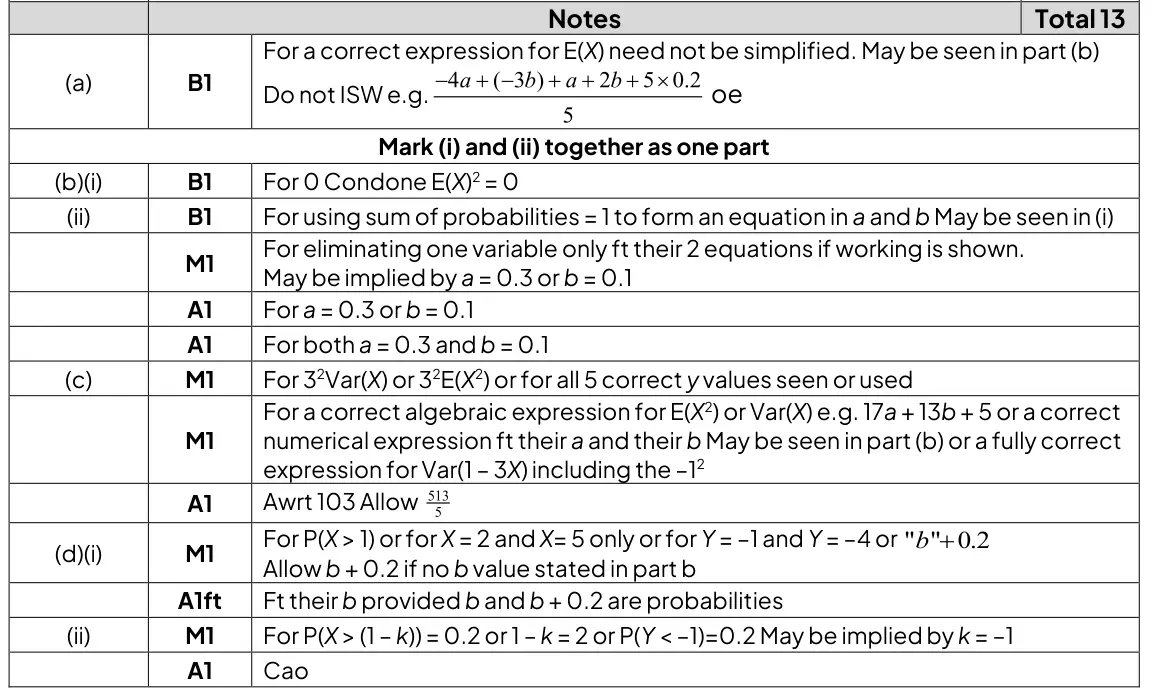 Notes Total 13
(a) B1 For a correct expression for E(X) need not be simplified. May be seen in part (b)
Do not ISW e.g. \frac{-4a+(-3b)+a+2b+5×0.2}{5} oe
Mark (i) and (ii) together as one part
(b)(i) B1 For 0 Condone E(X)² = 0
(ii) B1 For using sum of probabilities = 1 to form an equation in a and b May be seen in (i)
M1 For eliminating one variable only ft their 2 equations if working is shown.
May be implied by a = 0.3 or b = 0.1
A1 For a = 0.3 or b = 0.1
A1 For both a = 0.3 and b = 0.1
(c) M1 For 3²Var(X) or 3²E(X²) or for all 5 correct y values seen or used
M1 For a correct algebraic expression for E(X²) or Var(X) e.g. 17a + 13b + 5 or a correct
numerical expression ft their a and their b May be seen in part (b) or a fully correct
expression for Var(1 – 3X) including the –1²
A1 Awrt 103 Allow \frac{513}{5}
(d)(i) M1 For P(X > 1) or for X = 2 and X= 5 only or for Y = –1 and Y = –4 or "b"+0.2
Allow b + 0.2 if no b value stated in part b
A1ft Ft their b provided b and b + 0.2 are probabilities
(ii) M1 For P(X > (1 – k)) = 0.2 or 1 – k = 2 or P(Y < –1)=0.2 May be implied by k = –1
A1 Cao